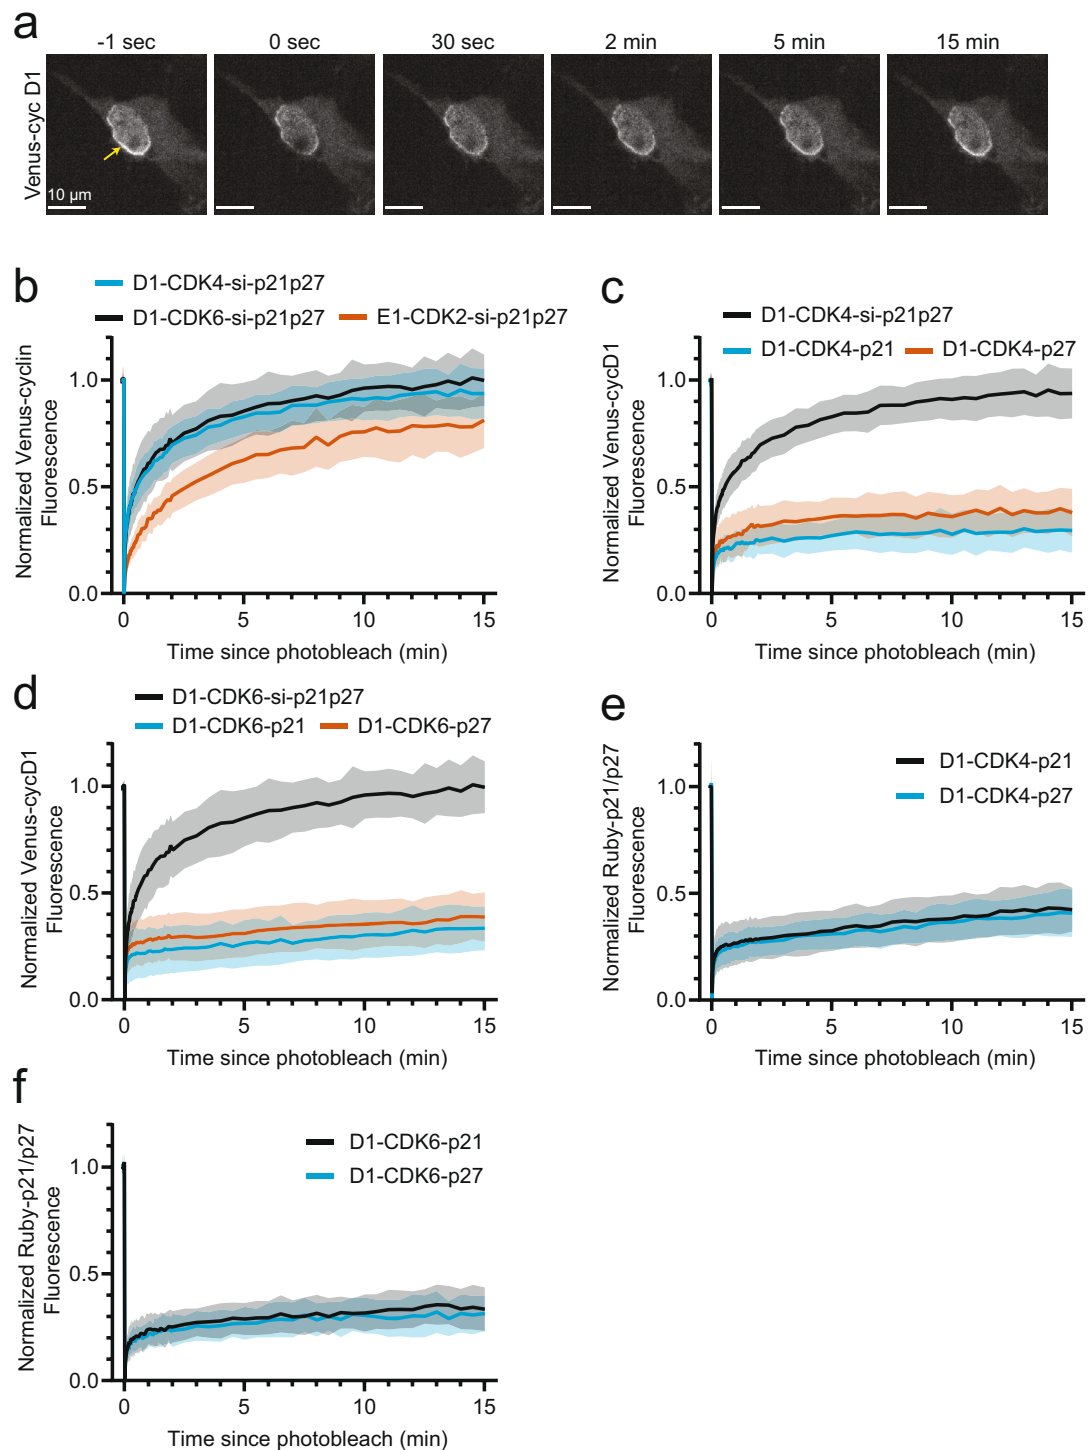 a
-1 sec 0 sec 30 sec 2 min 5 min 15 min
Venus-cyc D1
10 µm
b
D1-CDK4-si-p21p27
D1-CDK6-si-p21p27 E1-CDK2-si-p21p27
Normalized Venus-cyclin
Fluorescence
1.0
0.5
0.0
0 5 10 15
Time since photobleach (min)
c
D1-CDK4-si-p21p27
D1-CDK4-p21 D1-CDK4-p27
Normalized Venus-cycD1
Fluorescence
1.0
0.5
0.0
0 5 10 15
Time since photobleach (min)
d
D1-CDK6-si-p21p27
D1-CDK6-p21 D1-CDK6-p27
Normalized Venus-cycD1
Fluorescence
1.0
0.5
0.0
0 5 10 15
Time since photobleach (min)
e
D1-CDK4-p21
D1-CDK4-p27
Normalized Ruby-p21/p27
Fluorescence
1.0
0.5
0.0
0 5 10 15
Time since photobleach (min)
f
D1-CDK6-p21
D1-CDK6-p27
Normalized Ruby-p21/p27
Fluorescence
1.0
0.5
0.0
0 5 10 15
Time since photobleach (min)